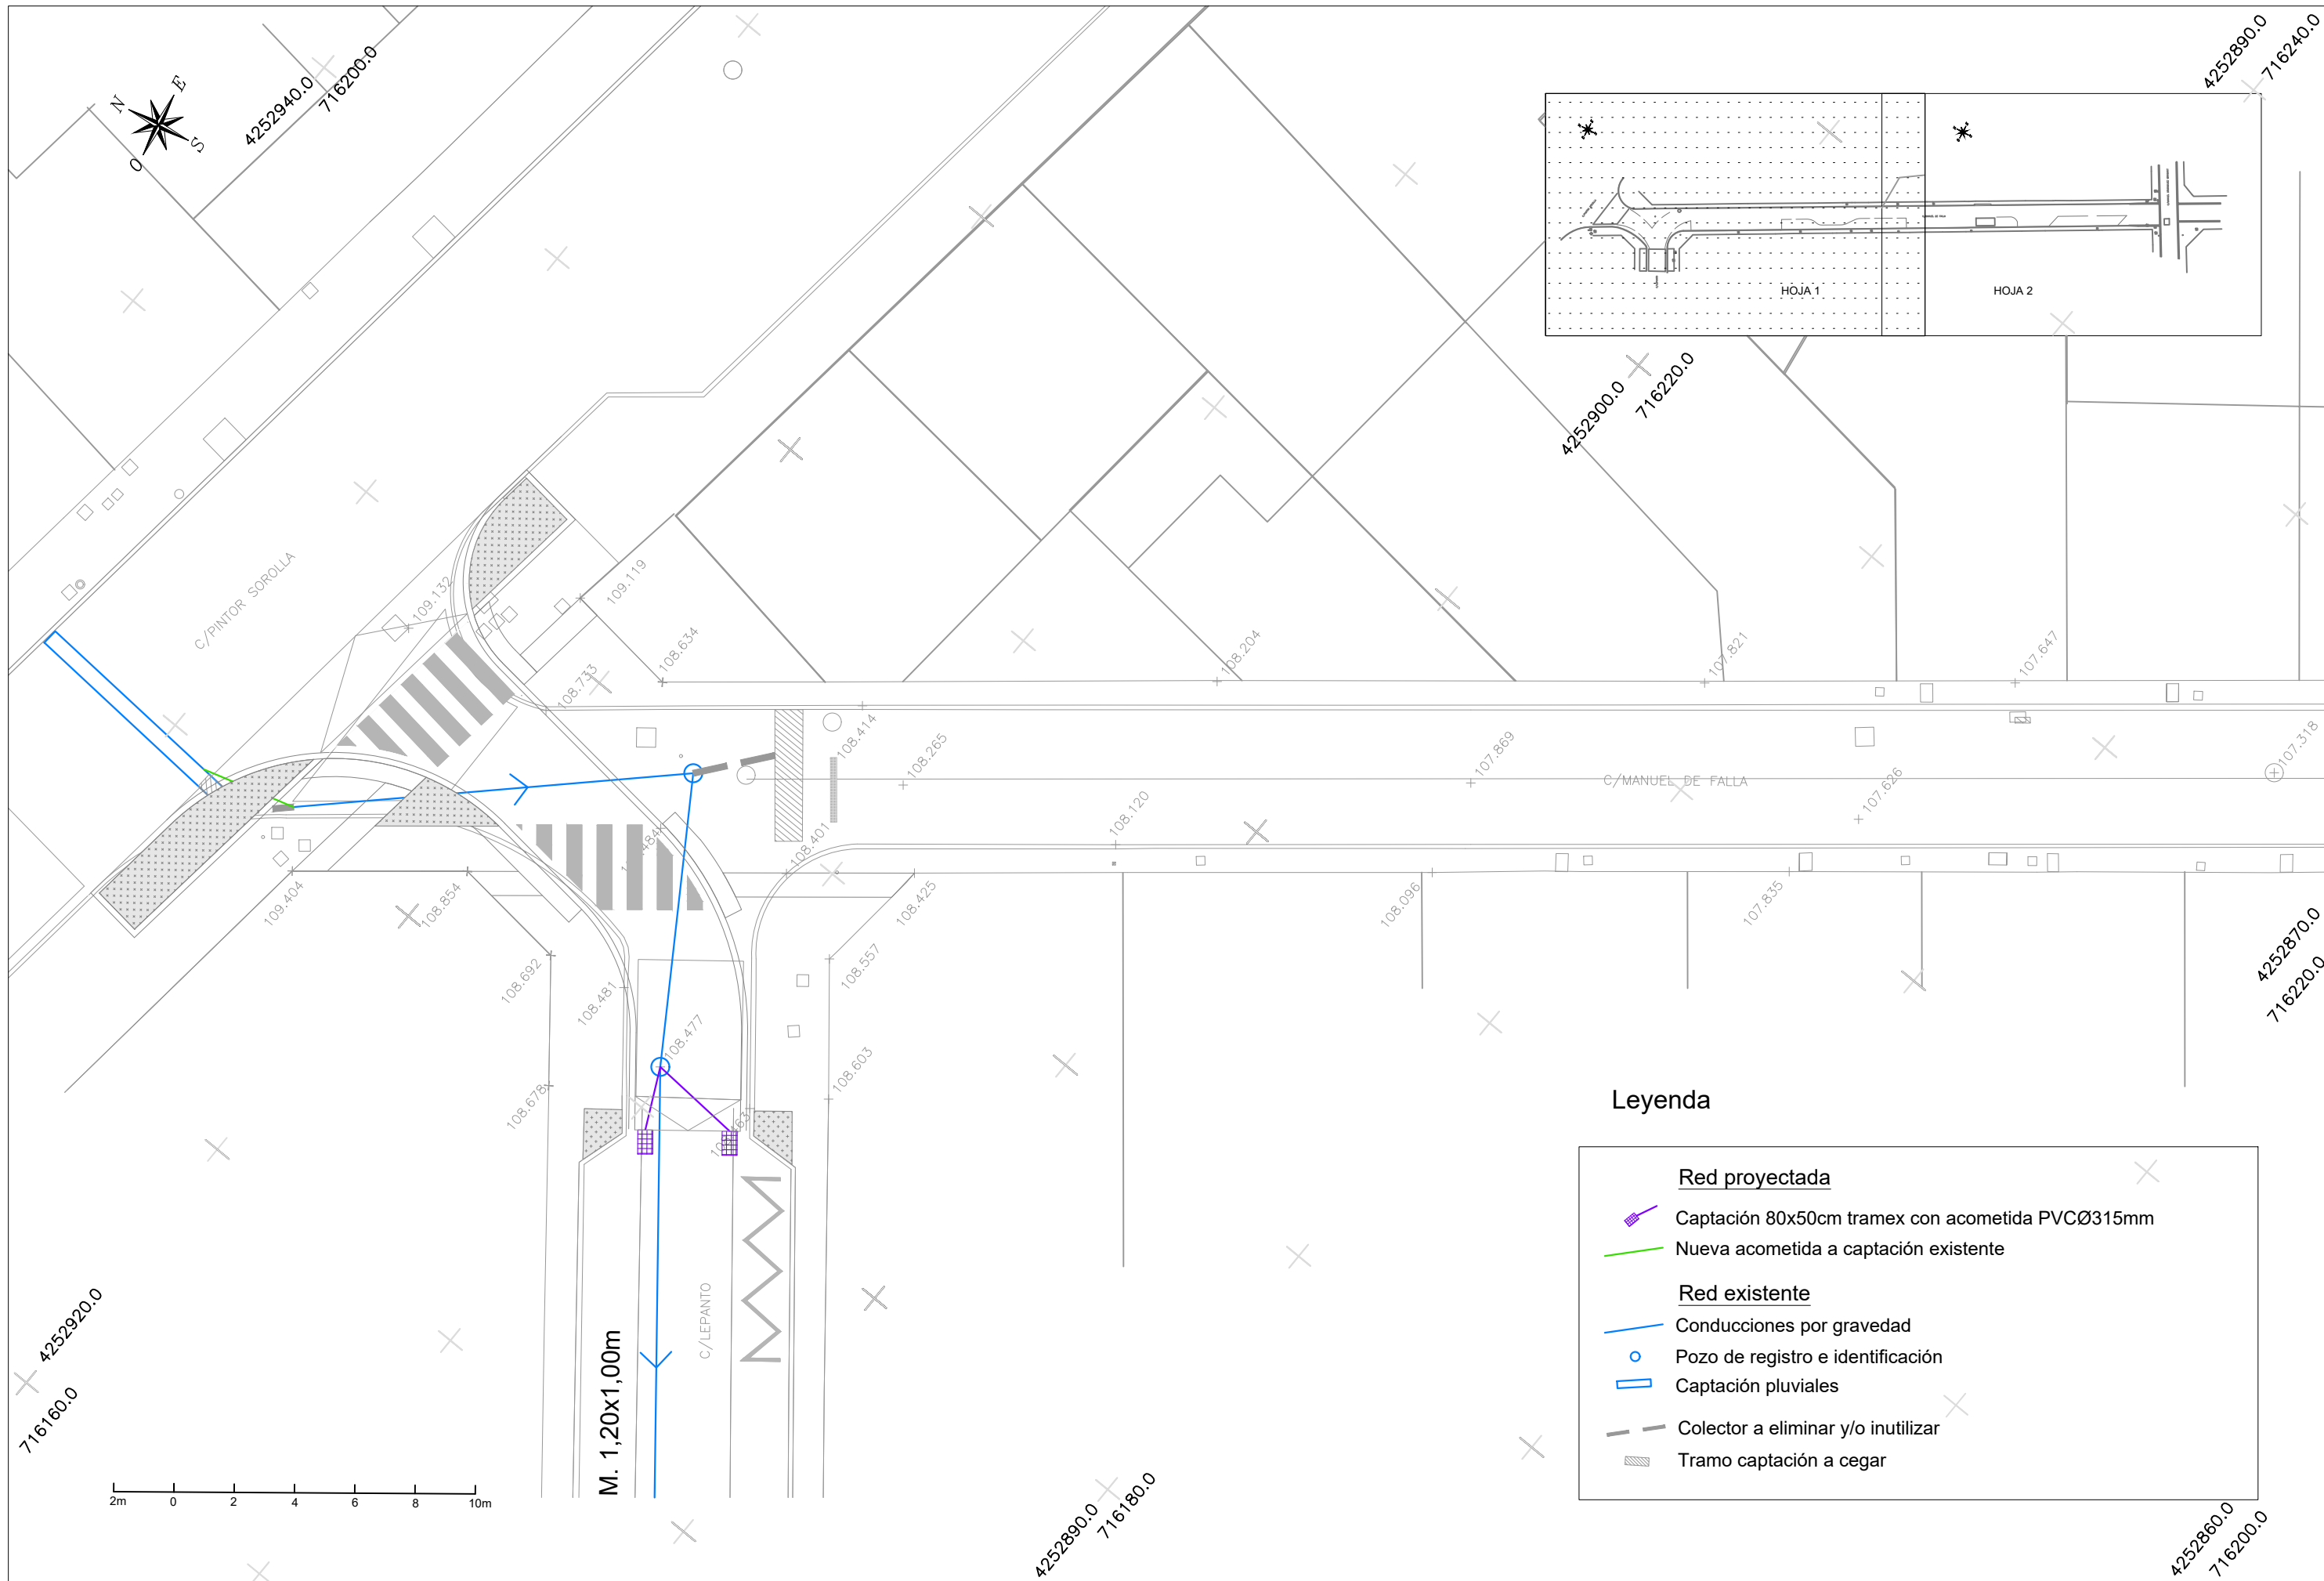 4252940.0
716200.0
4252890.0
716240.0
N
E
S
O
HOJA 1
HOJA 2
4252900.0
716220.0
C/PINTOR SOROLLA
109.132
109.119
108.634
108.733
108.204
107.821
107.647
108.414
108.265
107.869
C/MANUEL DE FALLA
107.626
107.318
108.120
108.401
109.404
108.854
108.425
108.096
107.835
108.692
108.481
108.557
108.477
108.603
108.678
4252870.0
716220.0
C/LEPANTO
M. 1,20x1,00m
4252920.0
716160.0
2m
0
2
4
6
8
10m
4252890.0
716180.0
Leyenda
Red proyectada
Captación 80x50cm tramex con acometida PVCØ315mm
Nueva acometida a captación existente
Red existente
Conducciones por gravedad
Pozo de registro e identificación
Captación pluviales
Colector a eliminar y/o inutilizar
Tramo captación a cegar
4252860.0
716200.0